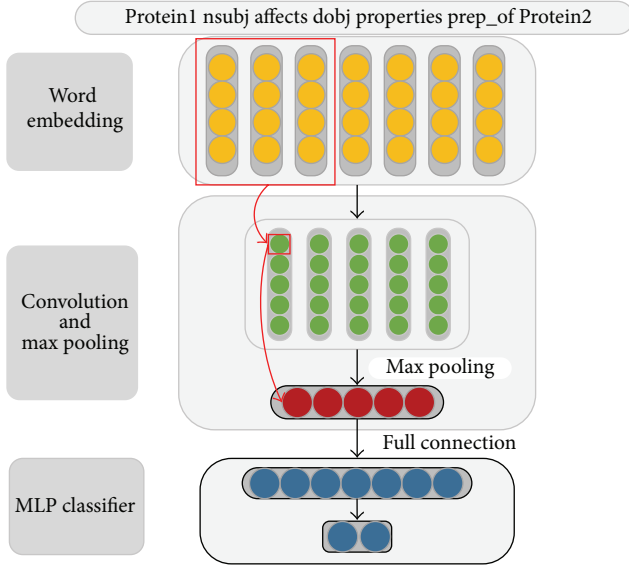 Protein1 nsubj affects dobj properties prep_of Protein2
Word
embedding
Convolution
and
max pooling
Max pooling
Full connection
MLP classifier